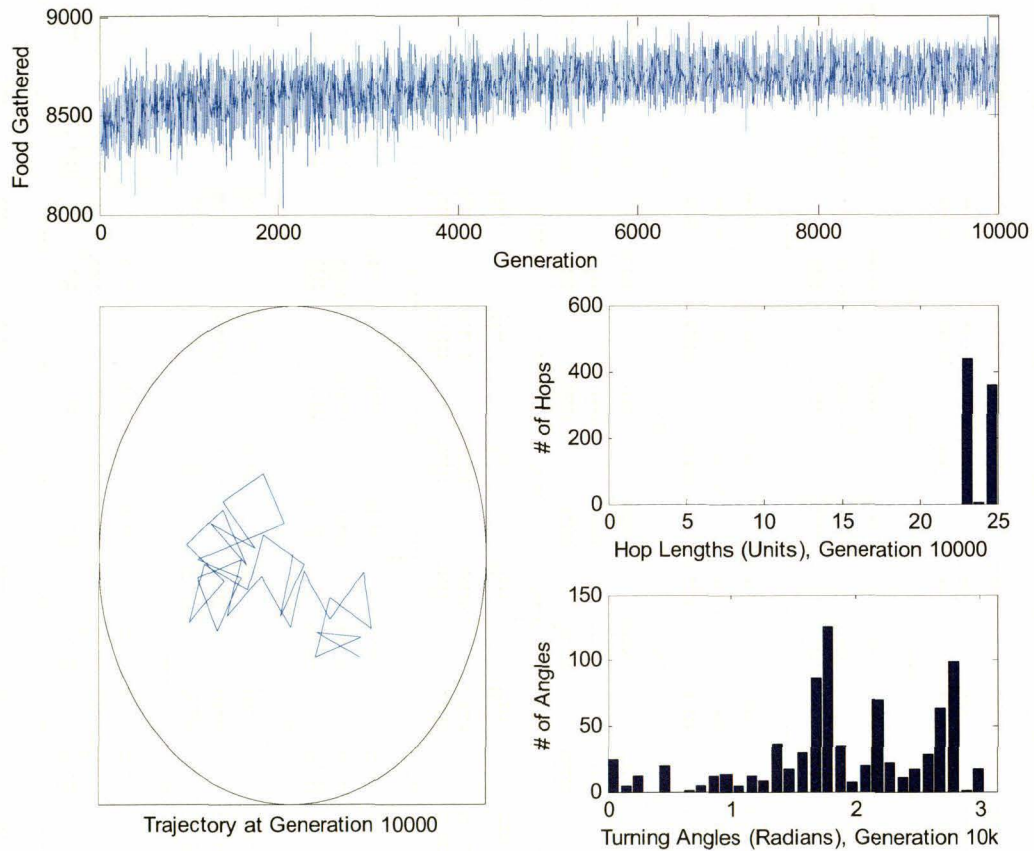 9000
8500
8000
Food Gathered
0 2000 4000 6000 8000 10000
Generation
Trajectory at Generation 10000
600
400
200
0
# of Hops
0 5 10 15 20 25
Hop Lengths (Units), Generation 10000
150
100
50
0
# of Angles
0 1 2 3
Turning Angles (Radians), Generation 10k